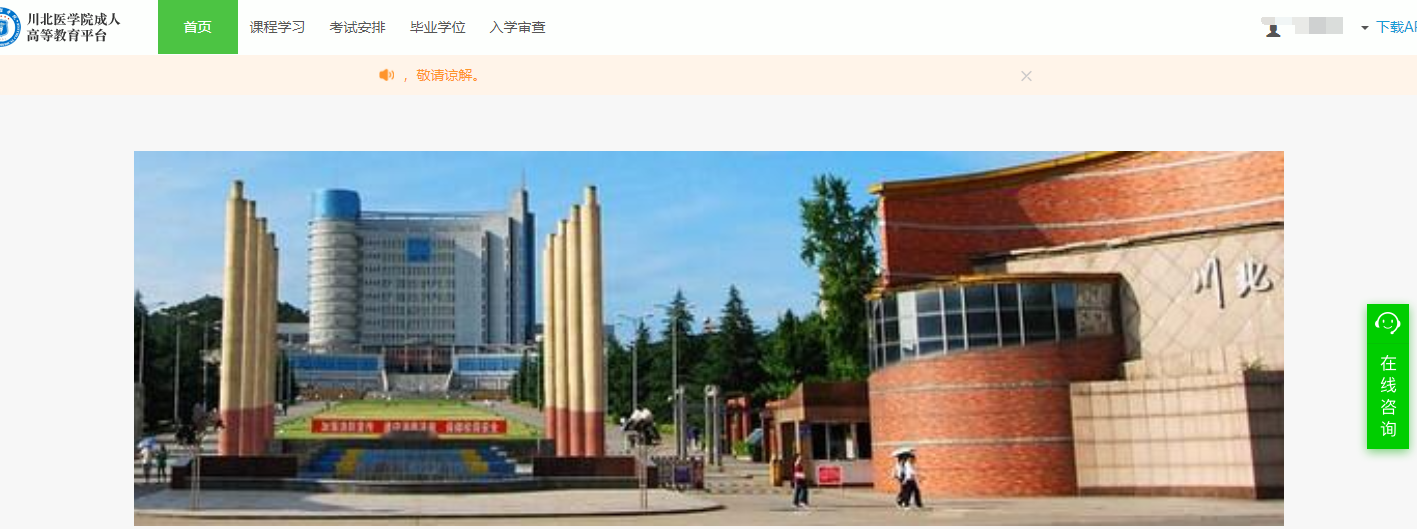 川北医学院成人
高等教育平台
首页 课程学习 考试安排 毕业学位 入学审查
下载AP
，敬请谅解。
川北
在
线
咨
询